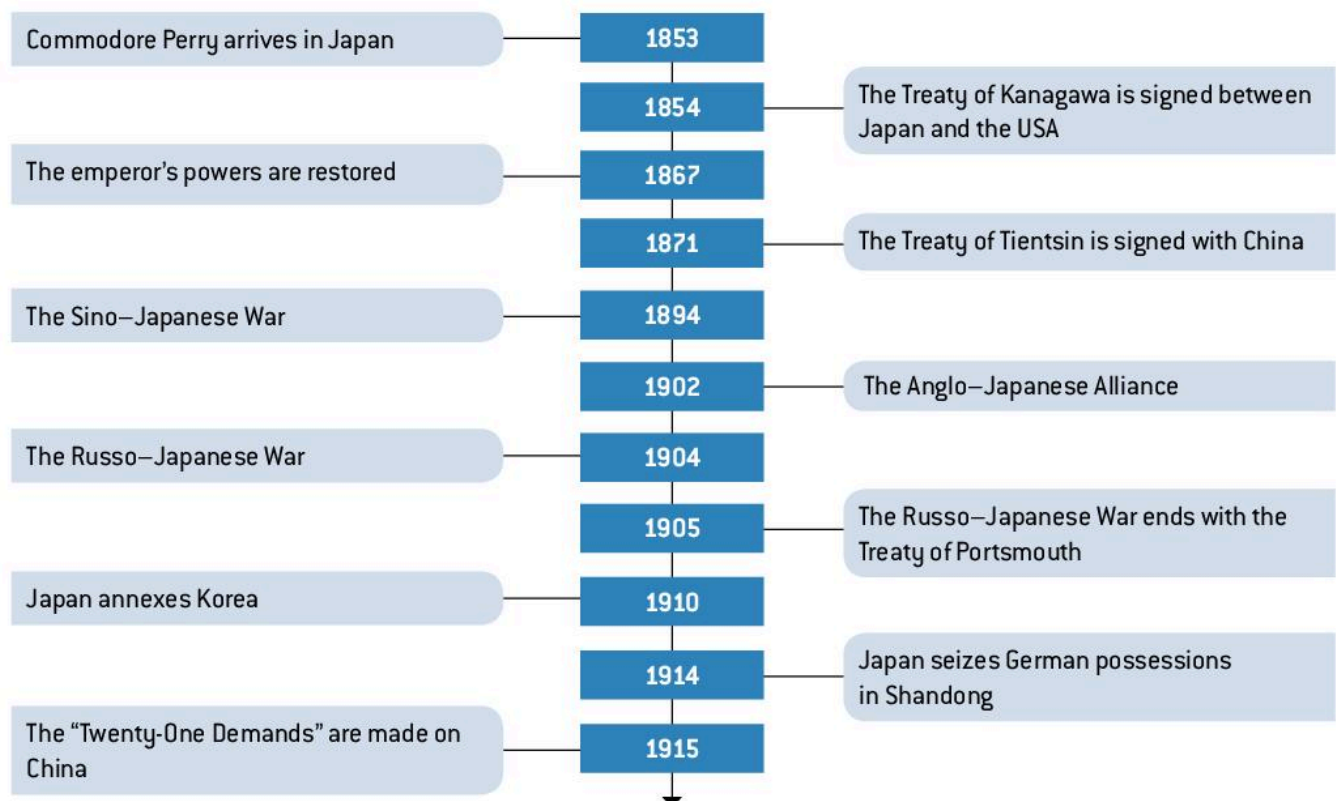 Commodore Perry arrives in Japan
1853
1854
The Treaty of Kanagawa is signed between
Japan and the USA
The emperor’s powers are restored
1867
1871
The Treaty of Tientsin is signed with China
The Sino–Japanese War
1894
1902
The Anglo–Japanese Alliance
The Russo–Japanese War
1904
1905
The Russo–Japanese War ends with the
Treaty of Portsmouth
Japan annexes Korea
1910
1914
Japan seizes German possessions
in Shandong
The “Twenty-One Demands” are made on
China
1915